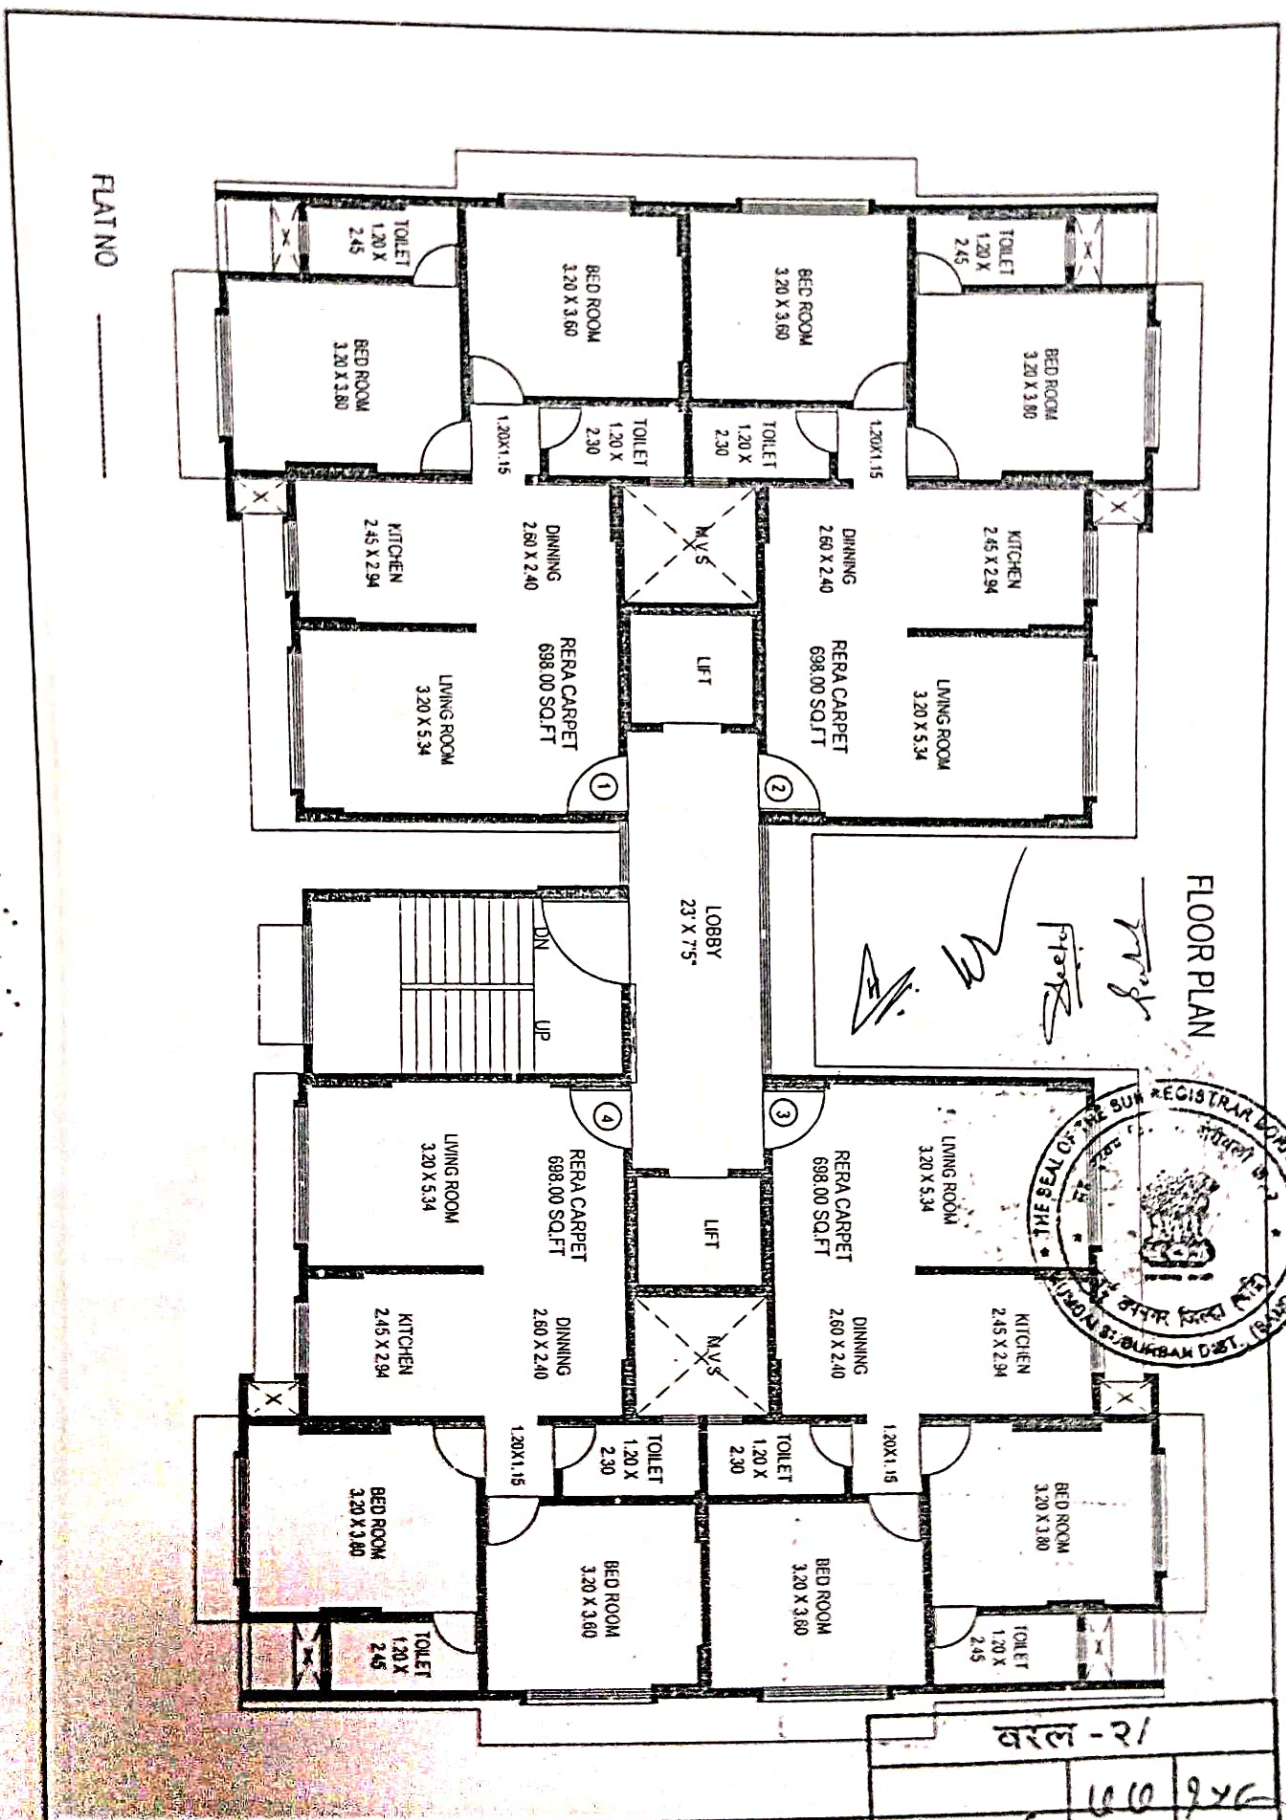 FLOOR PLAN
TOILET
1.20 X
2.45
BED ROOM
3.20 X 3.80
BED ROOM
3.20 X 3.60
1.20X1.15
TOILET
1.20 X
2.30
KITCHEN
2.45 X 2.94
DINNING
2.60 X 2.40
LIVING ROOM
3.20 X 5.34
RERA CARPET
698.00 SQ.FT
2
LIVING ROOM
3.20 X 5.34
RERA CARPET
698.00 SQ.FT
3
KITCHEN
2.45 X 2.94
DINNING
2.60 X 2.40
1.20X1.15
TOILET
1.20 X
2.30
BED ROOM
3.20 X 3.80
BED ROOM
3.20 X 3.60
TOILET
1.20 X
2.45
M.V.S
LIFT
LOBBY
23' X 7'5"
LIFT
M.V.S
TOILET
1.20 X
2.45
BED ROOM
3.20 X 3.60
BED ROOM
3.20 X 3.80
TOILET
1.20 X
2.30
1.20X1.15
DINNING
2.60 X 2.40
KITCHEN
2.45 X 2.94
RERA CARPET
698.00 SQ.FT
LIVING ROOM
3.20 X 5.34
1
DN
UP
4
RERA CARPET
698.00 SQ.FT
LIVING ROOM
3.20 X 5.34
DINNING
2.60 X 2.40
KITCHEN
2.45 X 2.94
TOILET
1.20 X
2.30
1.20X1.15
BED ROOM
3.20 X 3.60
BED ROOM
3.20 X 3.80
TOILET
1.20 X
2.45
FLAT NO
THE SEAL OF THE SUB REGISTRAR
MUMBAI SUBURBAN DIST.
बरल - २/